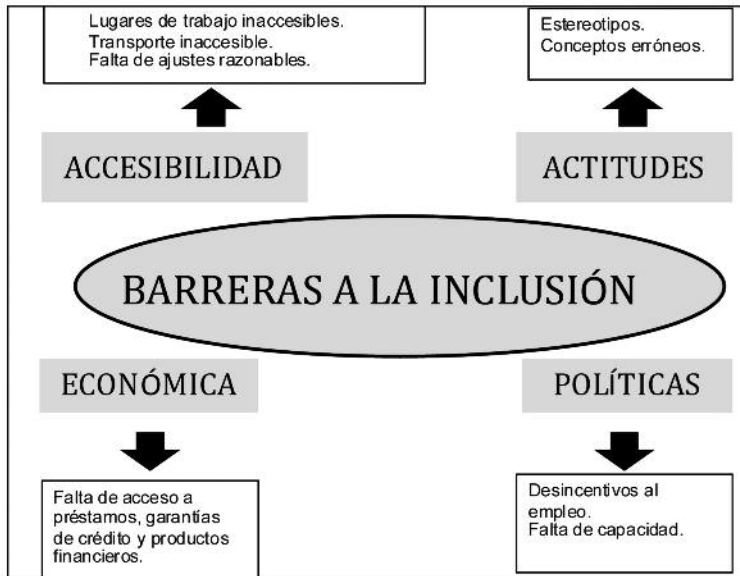 Lugares de trabajo inaccesibles.
Transporte inaccesible.
Falta de ajustes razonables.
Estereotipos.
Conceptos erróneos.
ACCESIBILIDAD
ACTITUDES
BARRERAS A LA INCLUSIÓN
ECONÓMICA
POLÍTICAS
Falta de acceso a
préstamos, garantías
de crédito y productos
financieros.
Desincentivos al
empleo.
Falta de capacidad.